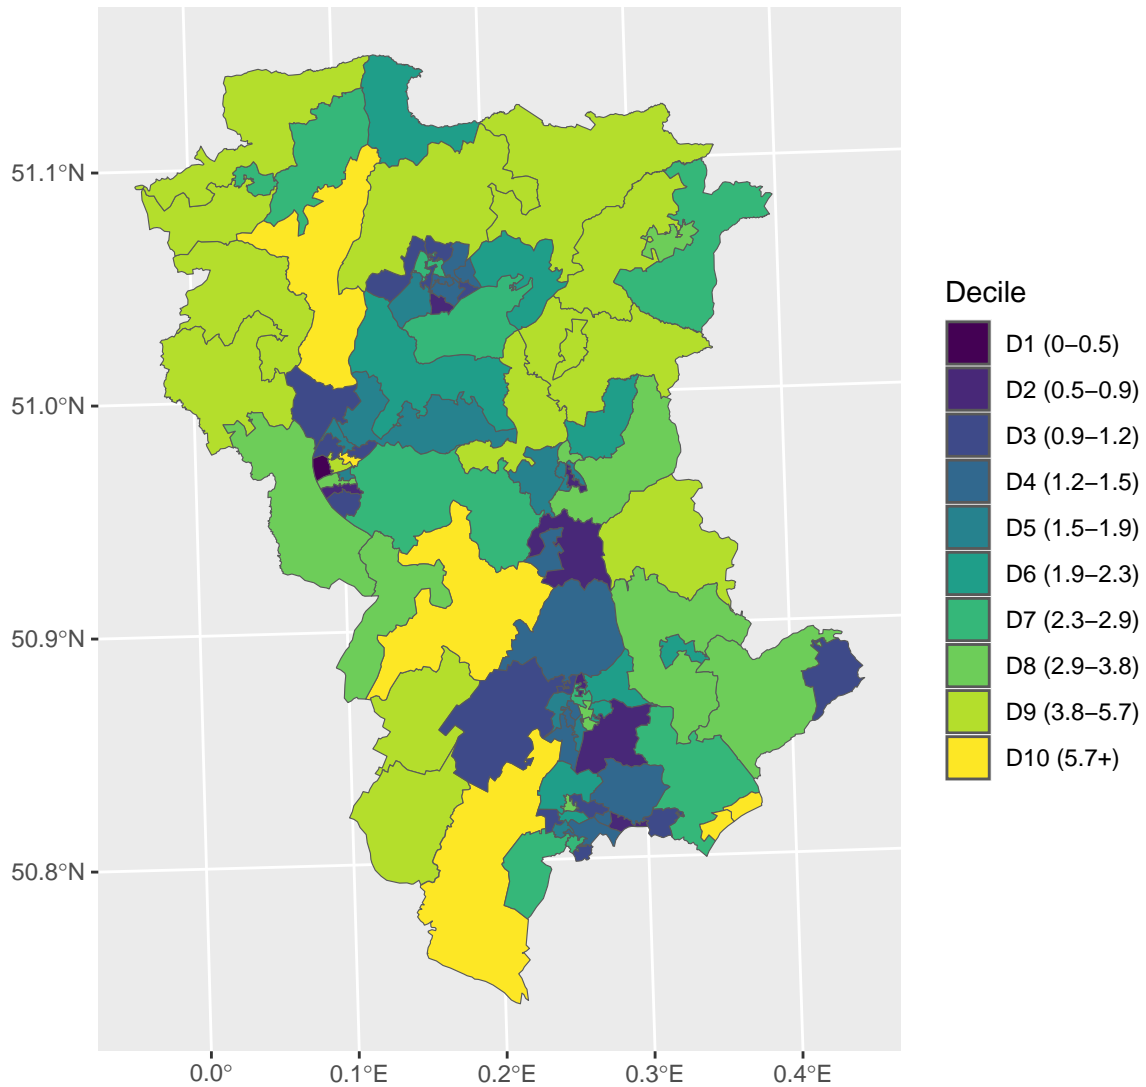 51.1°N
51.0°N
50.9°N
50.8°N
0.0°
0.1°E
0.2°E
0.3°E
0.4°E
Decile
D1 (0−0.5)
D2 (0.5−0.9)
D3 (0.9−1.2)
D4 (1.2−1.5)
D5 (1.5−1.9)
D6 (1.9−2.3)
D7 (2.3−2.9)
D8 (2.9−3.8)
D9 (3.8−5.7)
D10 (5.7+)